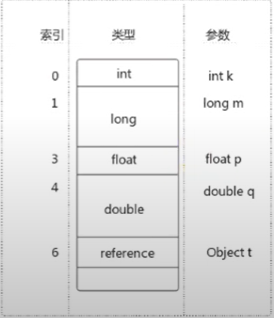 索引 类型 参数
0 int int k
1 long long m
3 float float p
4 double double q
6 reference Object t